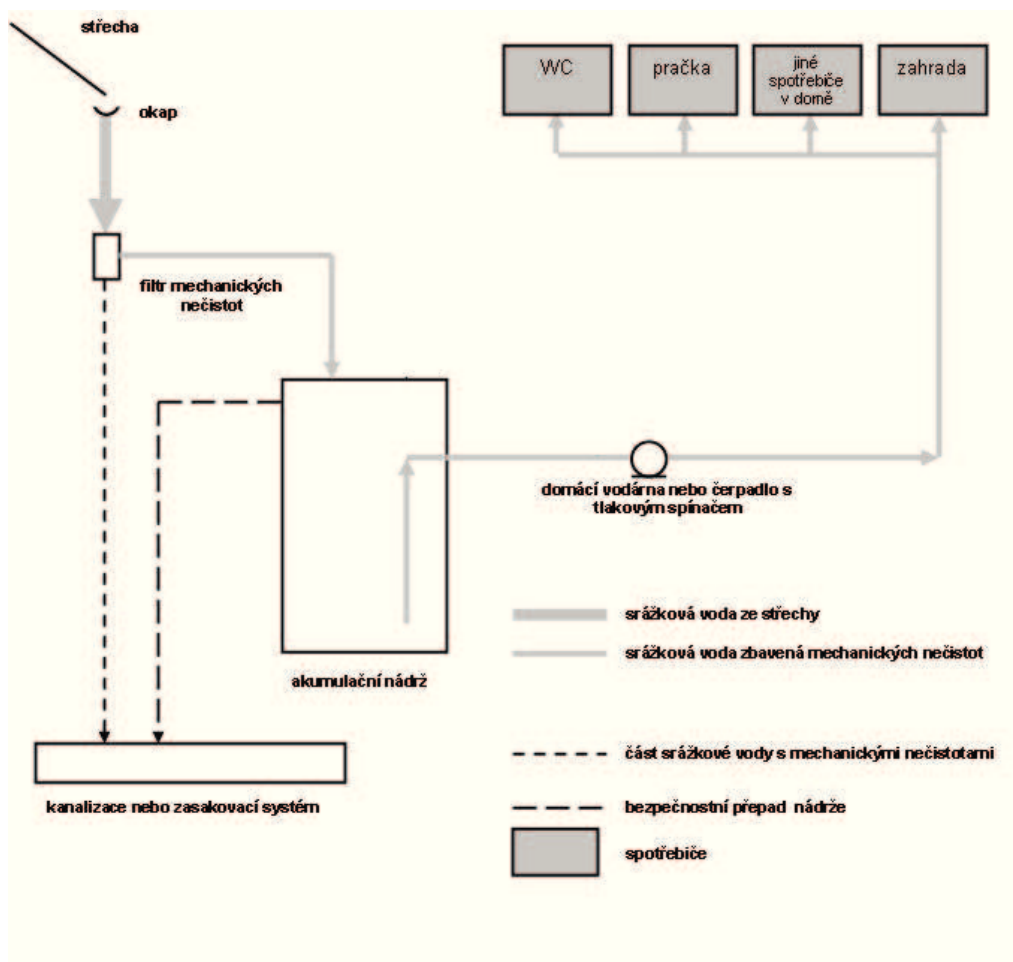 střecha
okap
WC
pračka
jiné
spotřebiče
v domě
zahrada
filtr mechanických
nečistot
domácí vodárna nebo čerpadlo s
tlakovým spínačem
akumulační nádrž
kanalizace nebo zasakovací systém
srážková voda ze střechy
srážková voda zbavená mechanických nečistot
část srážkové vody s mechanickými nečistotami
bezpečnostní přepad nádrže
spotřebiče